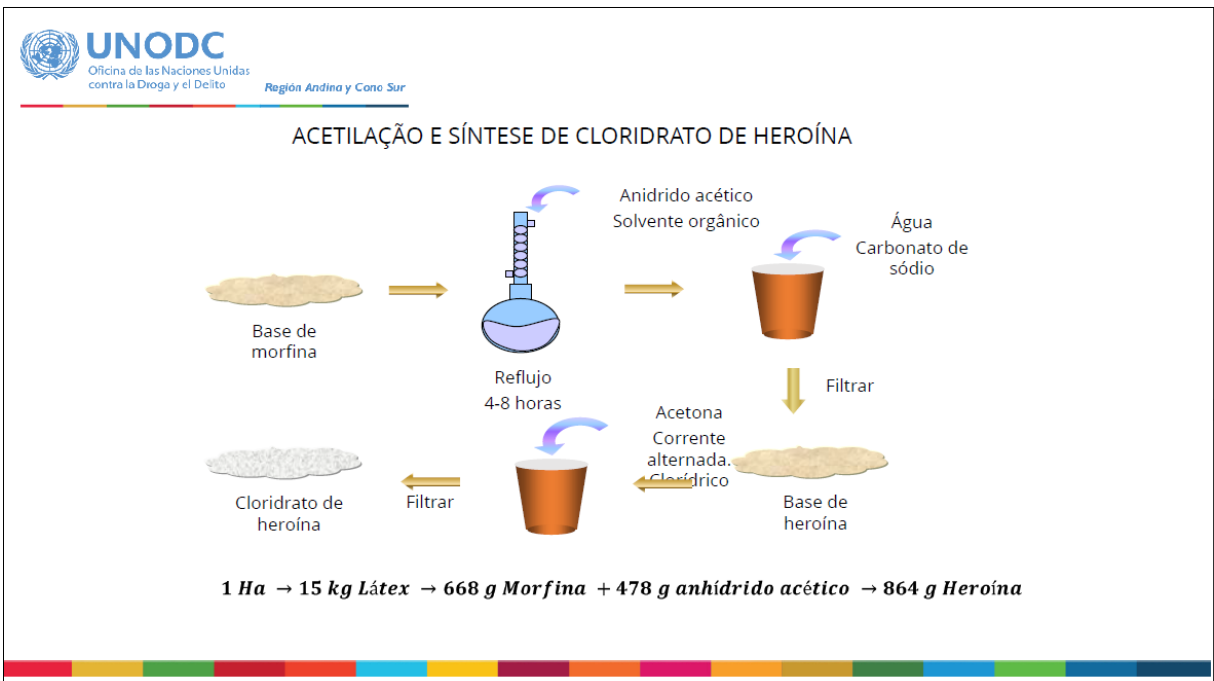 UNODC
Oficina de las Naciones Unidas
contra la Droga y el Delito
Región Andina y Cono Sur
ACETILAÇÃO E SÍNTESE DE CLORIDRATO DE HEROÍNA
Base de
morfina
Anidrido acético
Solvente orgânico
Reflujo
4-8 horas
Água
Carbonato de
sódio
Filtrar
Base de
heroína
Acetona
Corrente
alternada.
Clorídrico
Filtrar
Cloridrato de
heroína
1 Ha → 15 kg Látex → 668 g Morfina + 478 g anhídrido acético → 864 g Heroína